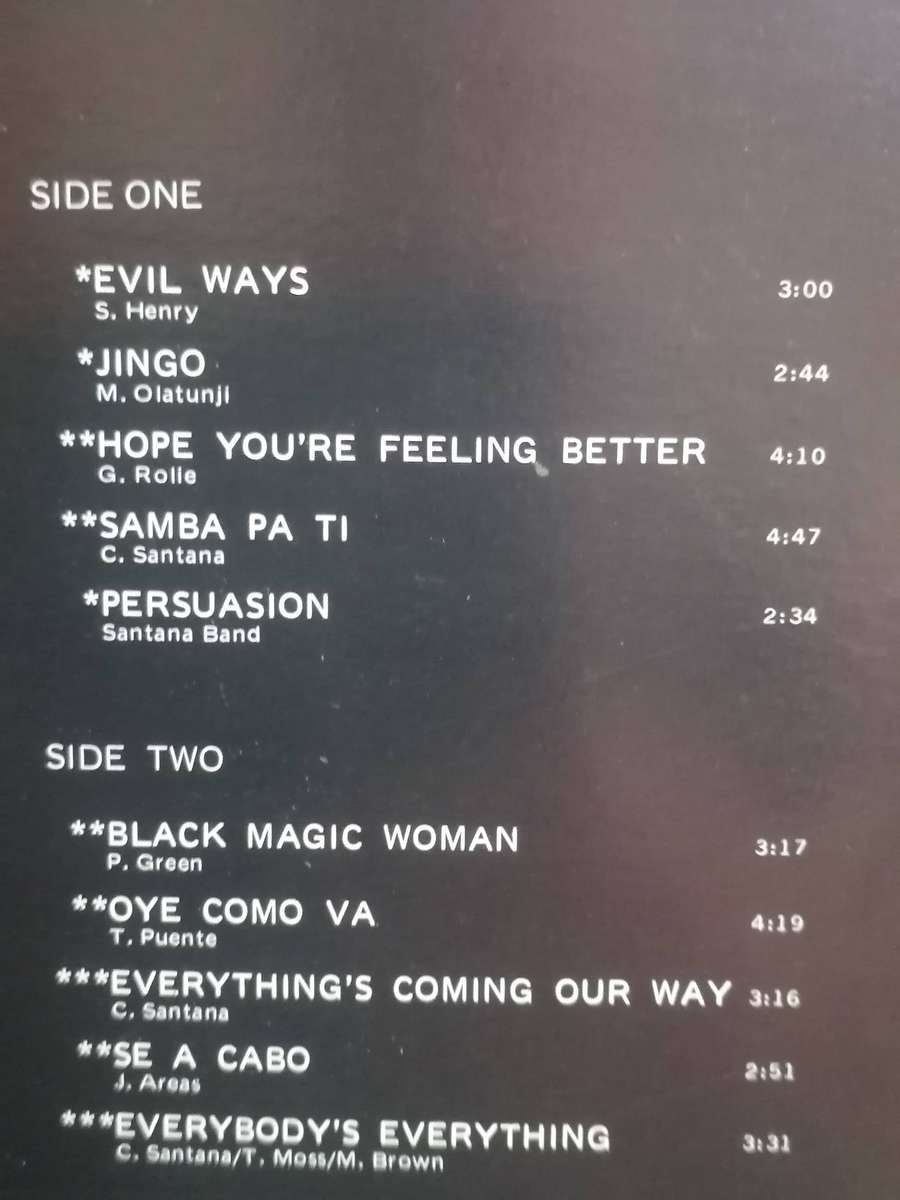 SIDE ONE
*EVIL WAYS 3:00
S. Henry
*JINGO 2:44
M. Olatunji
**HOPE YOU'RE FEELING BETTER 4:10
G. Rolie
**SAMBA PA TI 4:47
C. Santana
*PERSUASION 2:34
Santana Band
SIDE TWO
**BLACK MAGIC WOMAN 3:17
P. Green
**OYE COMO VA 4:19
T. Puente
***EVERYTHING'S COMING OUR WAY 3:16
C. Santana
**SE A CABO 2:51
J. Areas
***EVERYBODY'S EVERYTHING 3:31
C. Santana/T. Moss/M. Brown